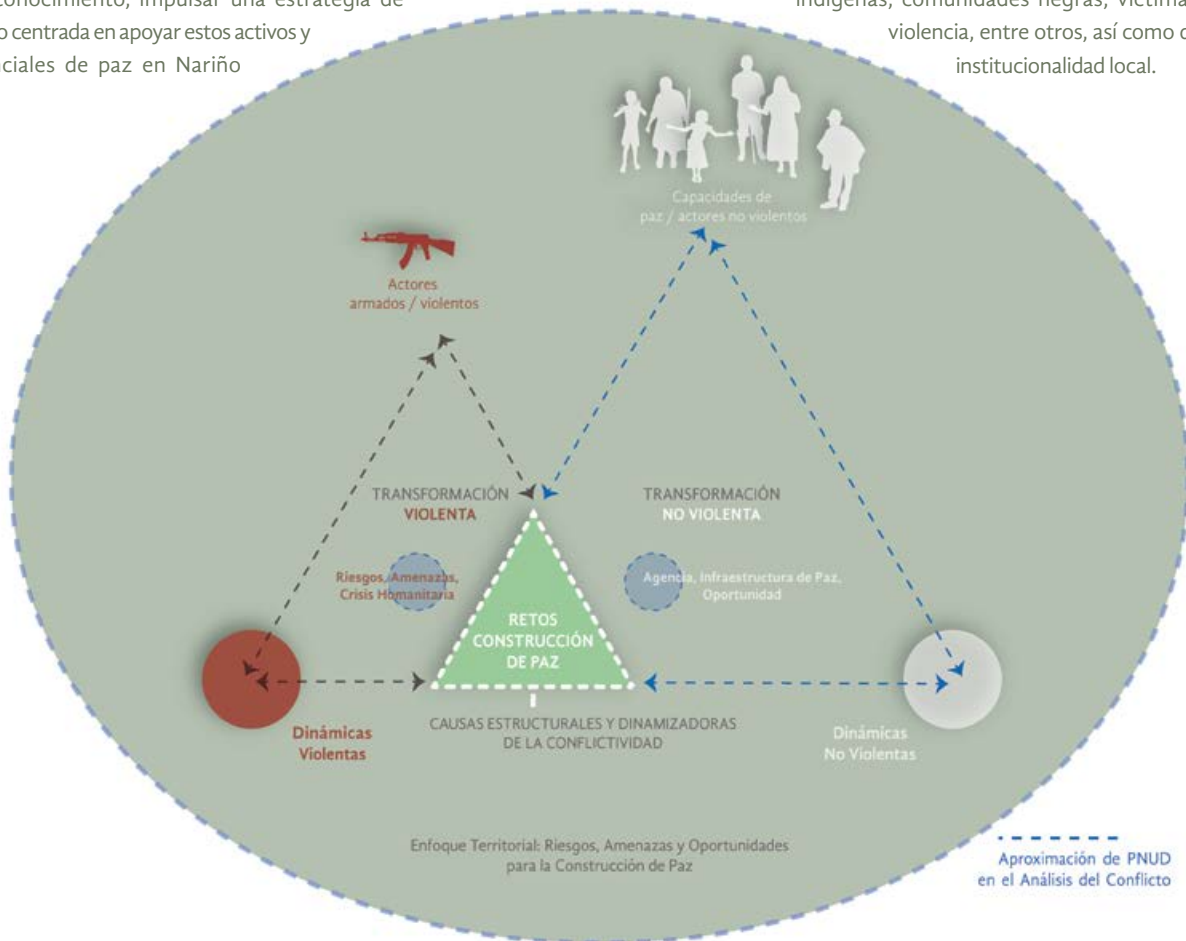 conocimiento, impulsar una estrategia de
centrada en apoyar estos activos y
nciales de paz en Nariño
indígenas, comunidades negras, víctima
violencia, entre otros, así como
institucionalidad local.
Capacidades de
paz / actores no violentos
Actores
armados / violentos
TRANSFORMACIÓN
VIOLENTA
TRANSFORMACIÓN
NO VIOLENTA
Riesgos, Amenazas,
Crisis Humanitaria
Agencia, Infraestructura de Paz,
Oportunidad
RETOS
CONSTRUCCIÓN
DE PAZ
CAUSAS ESTRUCTURALES Y DINAMIZADORAS
DE LA CONFLICTIVIDAD
Dinámicas
Violentas
Dinámicas
No Violentas
Enfoque Territorial: Riesgos, Amenazas y Oportunidades
para la Construcción de Paz
Aproximación de PNUD
en el Análisis del Conflicto